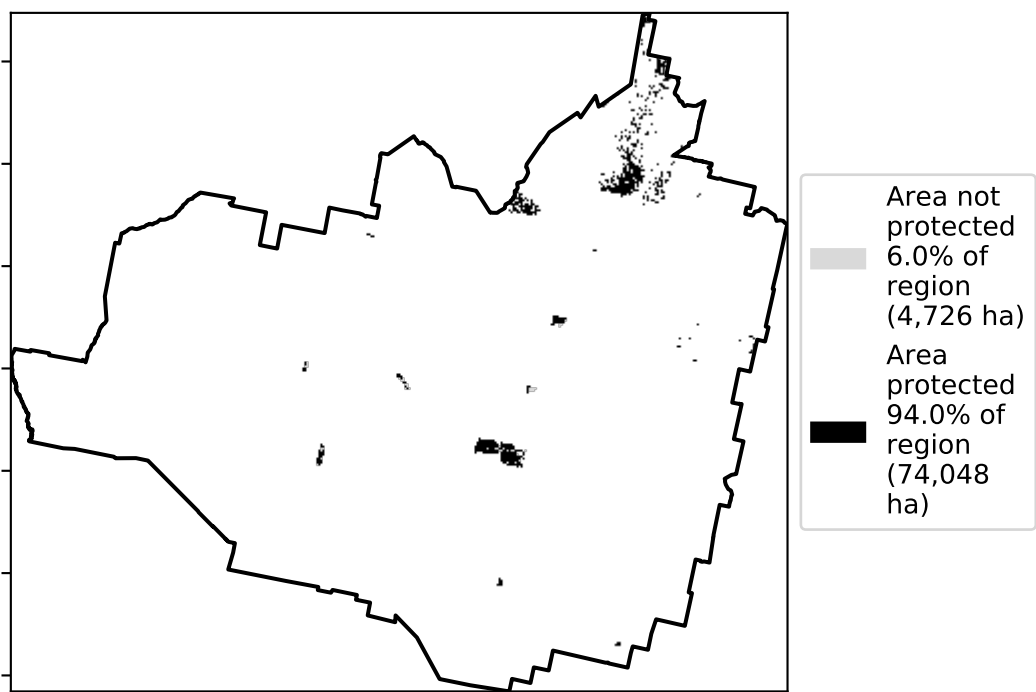 Area not
protected
6.0% of
region
(4,726 ha)
Area
protected
94.0% of
region
(74,048
ha)